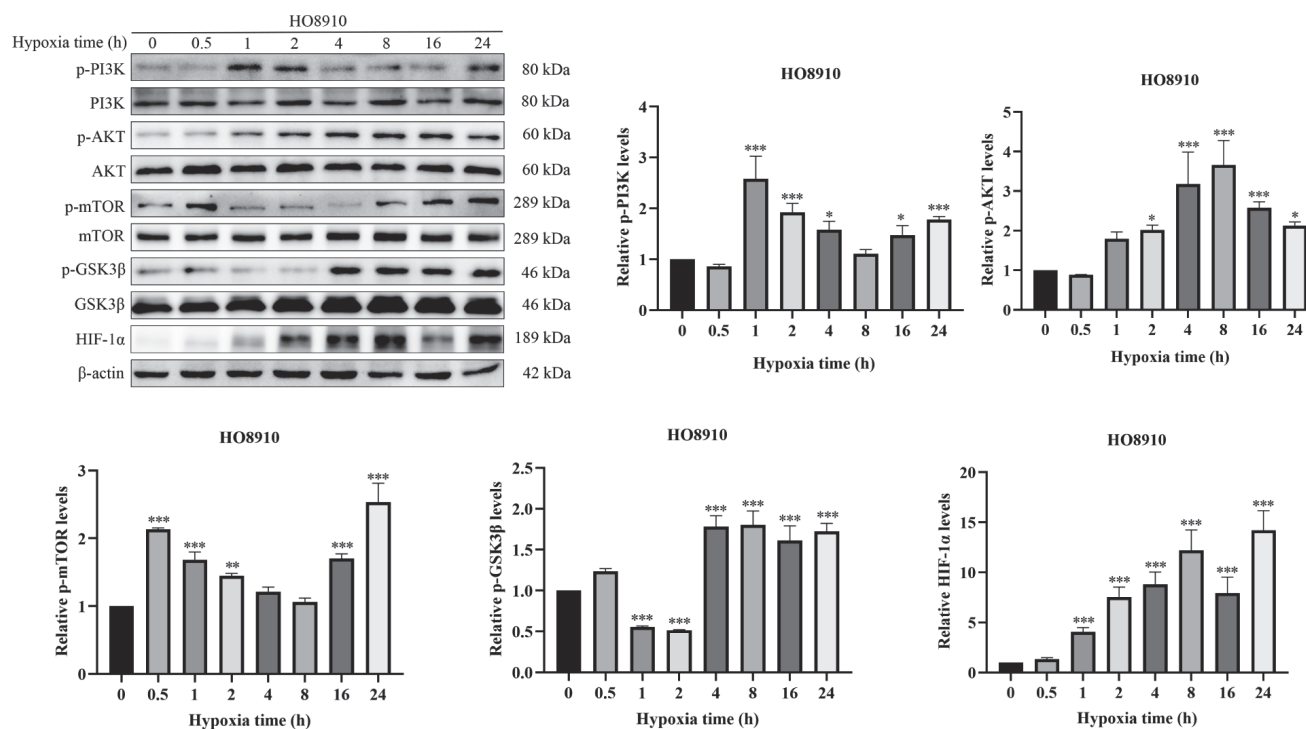 HO8910
Hypoxia time (h) 0 0.5 1 2 4 8 16 24
p-PI3K 80 kDa
PI3K 80 kDa
p-AKT 60 kDa
AKT 60 kDa
p-mTOR 289 kDa
mTOR 289 kDa
p-GSK3β 46 kDa
GSK3β 46 kDa
HIF-1α 189 kDa
β-actin 42 kDa
HO8910
Relative p-PI3K levels
4
3
2
1
0
*** *** * * ***
0 0.5 1 2 4 8 16 24
Hypoxia time (h)
HO8910
Relative p-AKT levels
5
4
3
2
1
0
* *** *** *** *
0 0.5 1 2 4 8 16 24
Hypoxia time (h)
HO8910
Relative p-mTOR levels
3
2
1
0
*** *** ** *** ***
0 0.5 1 2 4 8 16 24
Hypoxia time (h)
HO8910
Relative p-GSK3β levels
2.5
2.0
1.5
1.0
0.5
0.0
*** *** *** *** *** ***
0 0.5 1 2 4 8 16 24
Hypoxia time (h)
HO8910
Relative HIF-1α levels
20
15
10
5
0
*** *** *** *** *** ***
0 0.5 1 2 4 8 16 24
Hypoxia time (h)